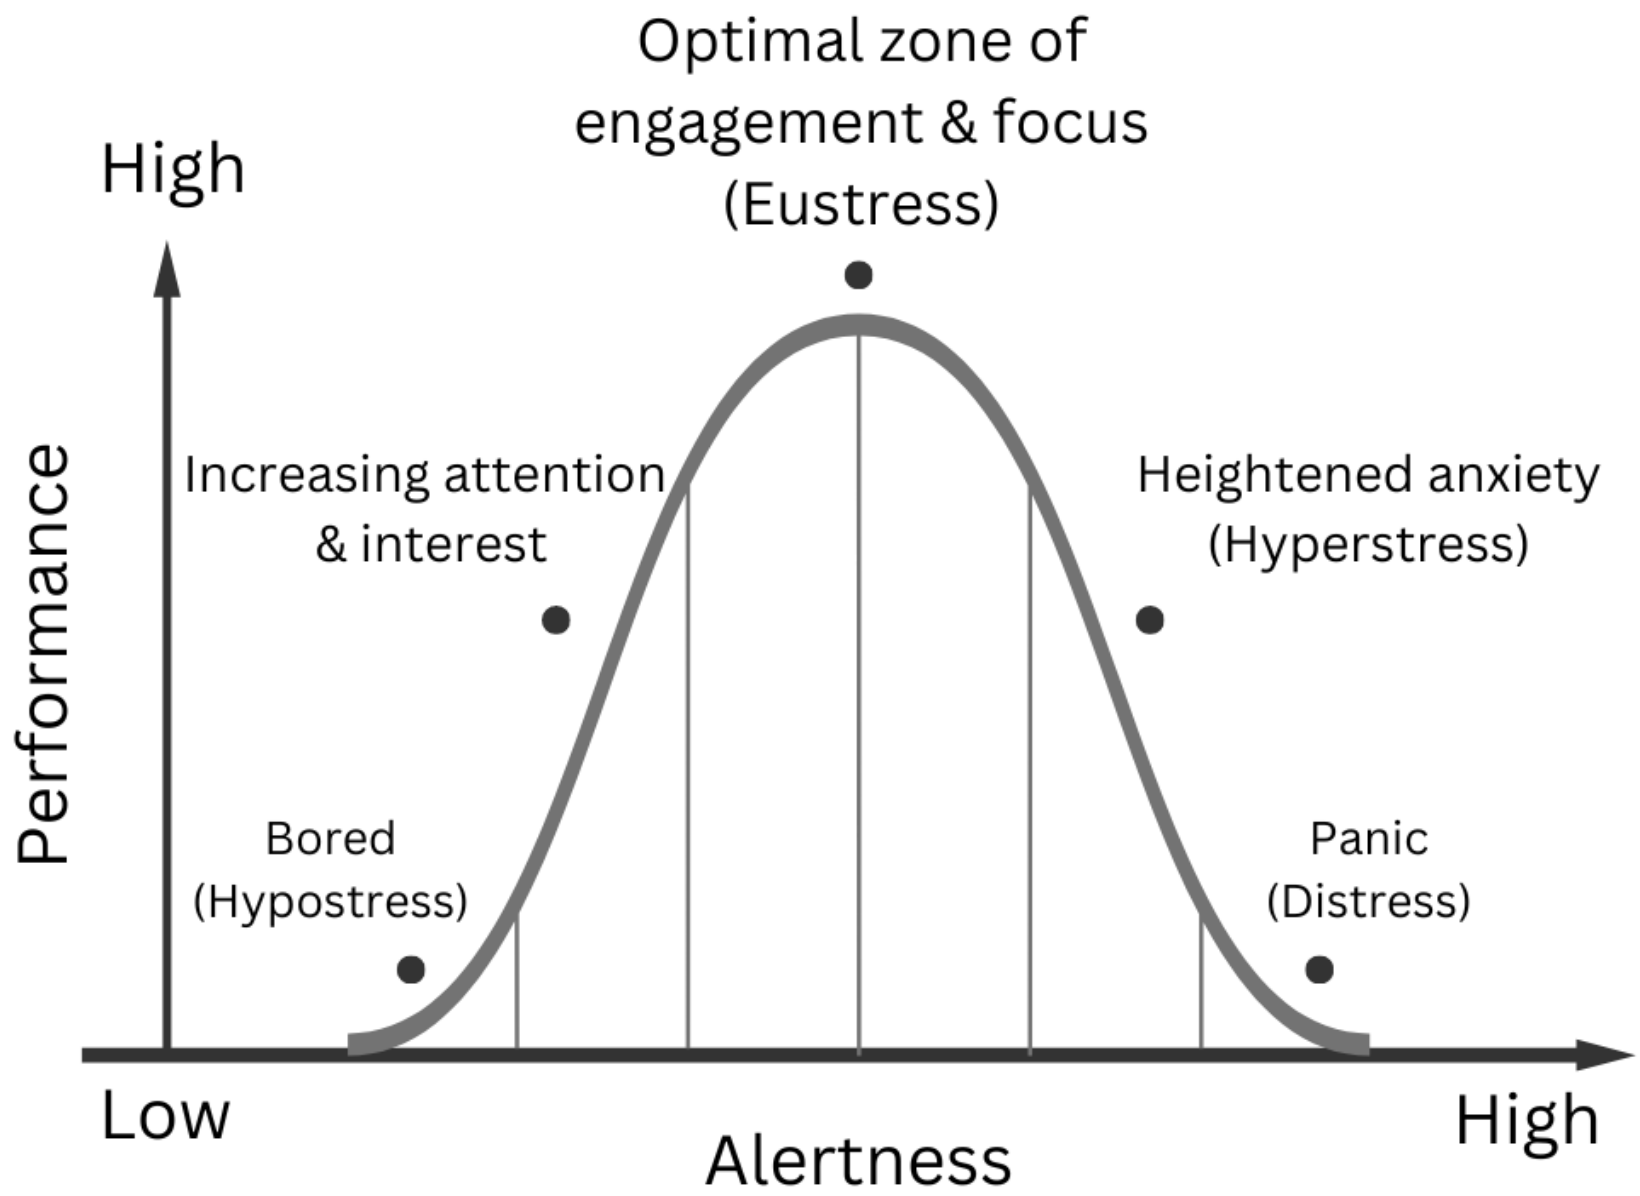 Optimal zone of
engagement & focus
(Eustress)
High
Increasing attention
& interest
Heightened anxiety
(Hyperstress)
Performance
Bored
(Hypostress)
Panic
(Distress)
Low
High
Alertness